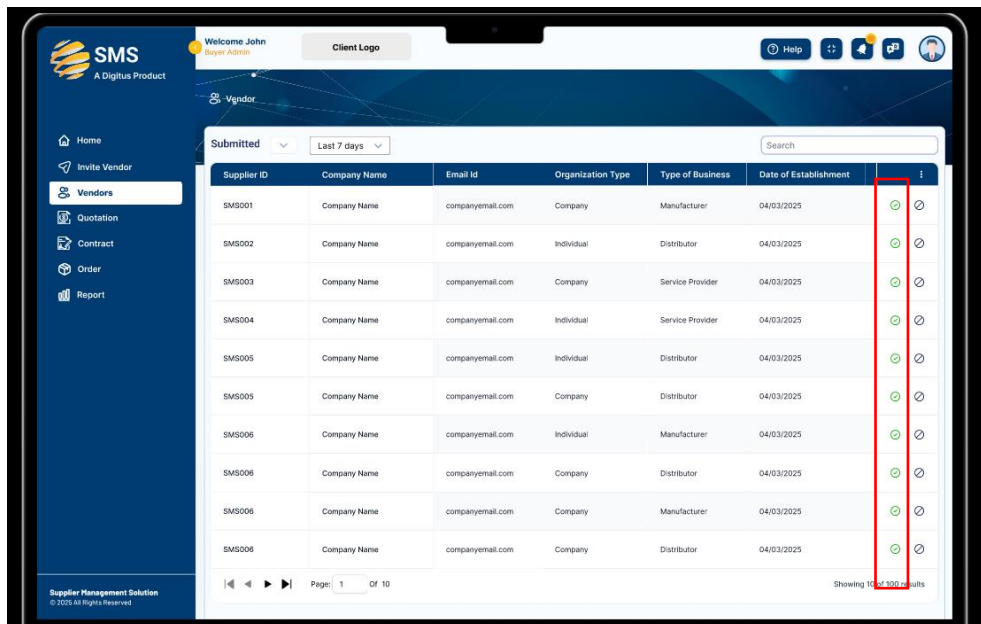 SMS
A Digitus Product
Welcome John
Buyer Admin
Client Logo
Help
Vendor
Home
Invite Vendor
Vendors
Quotation
Contract
Order
Report
Submitted Last 7 days Search
Supplier ID Company Name Email Id Organization Type Type of Business Date of Establishment
SMS001 Company Name companyemail.com Company Manufacturer 04/03/2025
SMS002 Company Name companyemail.com Individual Distributor 04/03/2025
SMS003 Company Name companyemail.com Company Service Provider 04/03/2025
SMS004 Company Name companyemail.com Individual Service Provider 04/03/2025
SMS005 Company Name companyemail.com Individual Distributor 04/03/2025
SMS005 Company Name companyemail.com Company Distributor 04/03/2025
SMS006 Company Name companyemail.com Individual Manufacturer 04/03/2025
SMS006 Company Name companyemail.com Company Distributor 04/03/2025
SMS006 Company Name companyemail.com Company Manufacturer 04/03/2025
SMS006 Company Name companyemail.com Company Distributor 04/03/2025
Page: 1 Of 10 Showing 10 of 100 results
Supplier Management Solution
© 2025 All Rights Reserved